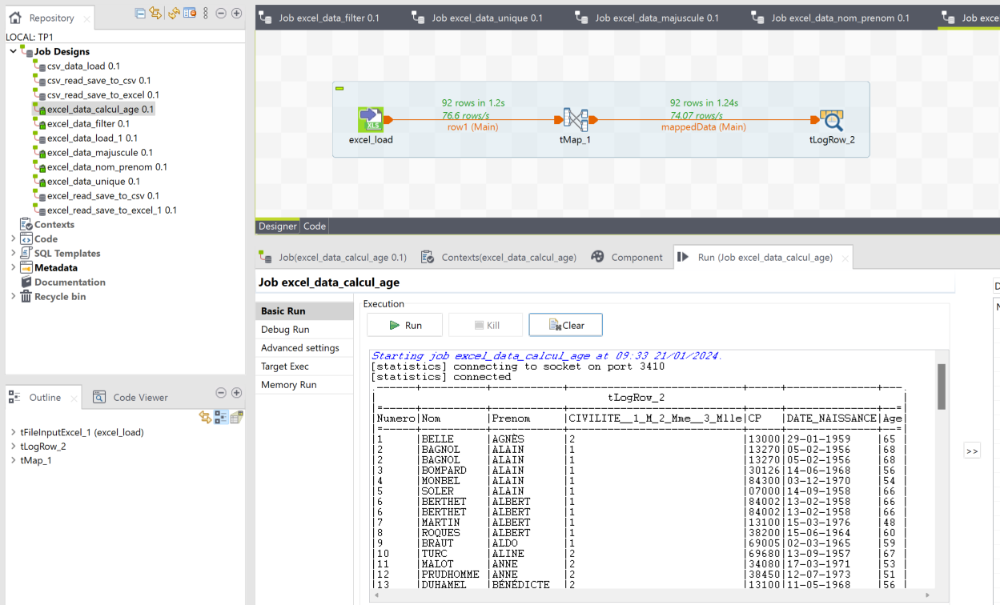 Repository
LOCAL: TP1
Job Designs
csv_data_load 0.1
csv_read_save_to_csv 0.1
csv_read_save_to_excel 0.1
excel_data_calcul_age 0.1
excel_data_filter 0.1
excel_data_load_1 0.1
excel_data_majuscule 0.1
excel_data_nom_prenom 0.1
excel_data_unique 0.1
excel_read_save_to_csv 0.1
excel_read_save_to_excel_1 0.1
Contexts
Code
SQL Templates
Metadata
Documentation
Recycle bin
Outline
Code Viewer
tFileInputExcel_1 (excel_load)
tLogRow_2
tMap_1
Job excel_data_filter 0.1
Job excel_data_unique 0.1
Job excel_data_majuscule 0.1
Job excel_data_nom_prenom 0.1
Job exce
92 rows in 1.2s
76.6 rows/s
row1 (Main)
92 rows in 1.24s
74.07 rows/s
mappedData (Main)
XLS
excel_load
tMap_1
tLogRow_2
Designer
Code
Job(excel_data_calcul_age 0.1)
Contexts(excel_data_calcul_age)
Component
Run (Job excel_data_calcul_age)
Job excel_data_calcul_age
Basic Run
Debug Run
Advanced settings
Target Exec
Memory Run
Execution
Run
Kill
Clear
Starting job excel_data_calcul_age at 09:33 21/01/2024.
[statistics] connecting to socket on port 3410
[statistics] connected
tLogRow_2
|Numero|Nom |Prenom |CIVILITE__1_M_2_Mme__3_Mlle|CP |DATE_NAISSANCE|Age|
|1 |BELLE |AGNÈS |2 |13000|29-01-1959 |65 |
|2 |BAGNOL |ALAIN |1 |13270|05-02-1956 |68 |
|2 |BAGNOL |ALAIN |1 |13270|05-02-1956 |68 |
|3 |BOMPARD |ALAIN |1 |30126|14-06-1968 |56 |
|4 |MONBEL |ALAIN |1 |84300|03-12-1970 |54 |
|5 |SOLER |ALAIN |1 |07000|14-09-1958 |66 |
|6 |BERTHET |ALBERT |1 |84002|13-02-1958 |66 |
|6 |BERTHET |ALBERT |1 |84002|13-02-1958 |66 |
|7 |MARTIN |ALBERT |1 |13100|15-03-1976 |48 |
|8 |ROQUES |ALBERT |1 |38200|15-06-1964 |60 |
|9 |BRAUT |ALDO |1 |69005|02-03-1965 |59 |
|10 |TURC |ALINE |2 |69680|13-09-1957 |67 |
|11 |MALOT |ANNE |2 |34080|17-03-1971 |53 |
|12 |PRUDHOMME |ANNE |2 |38450|12-07-1973 |51 |
|13 |DUHAMEL |BÉNÉDICTE |2 |13100|11-05-1968 |56 |
>>